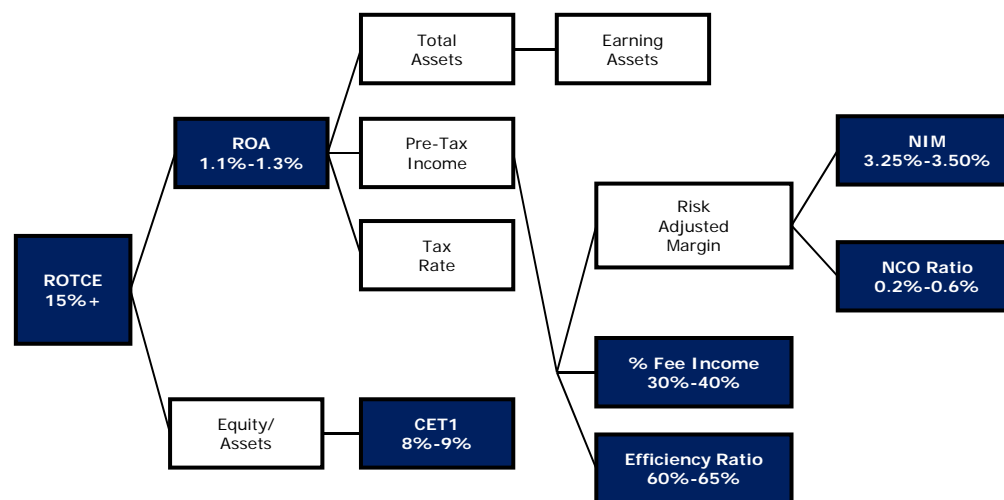 Total
Assets
Earning
Assets
ROA
1.1%-1.3%
Pre-Tax
Income
NIM
3.25%-3.50%
Risk
Adjusted
Margin
Tax
Rate
ROTCE
15%+
NCO Ratio
0.2%-0.6%
% Fee Income
30%-40%
Equity/
Assets
CET1
8%-9%
Efficiency Ratio
60%-65%